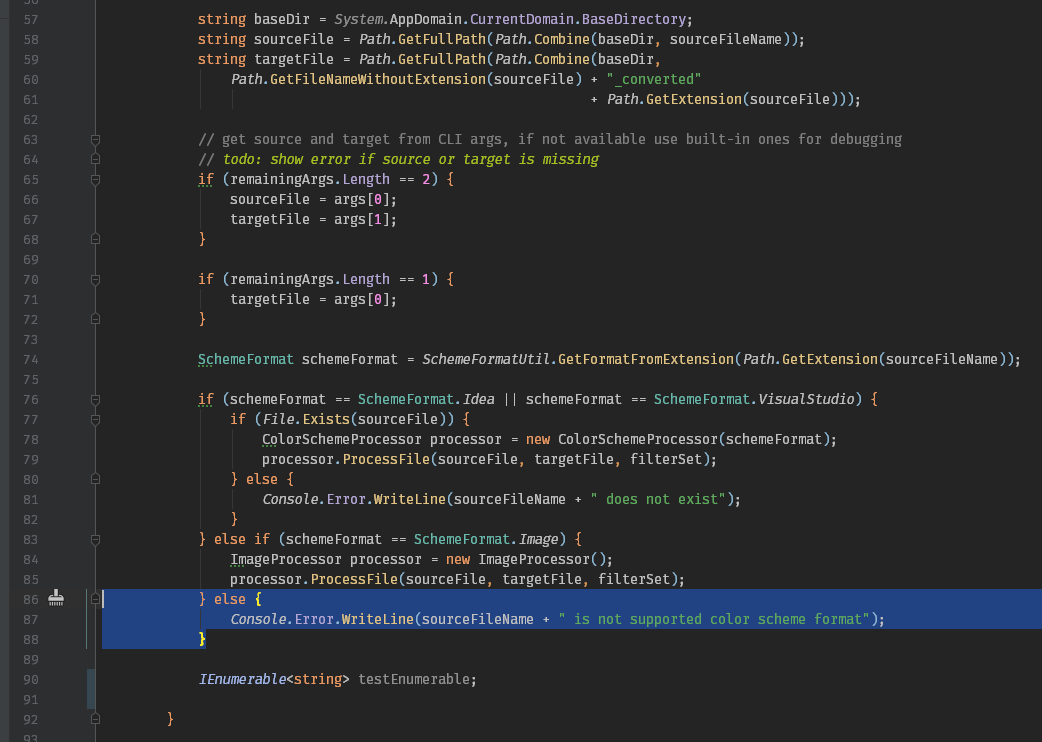 57 string baseDir = System.AppDomain.CurrentDomain.BaseDirectory;
58 string sourceFile = Path.GetFullPath(Path.Combine(baseDir, sourceFileName));
59 string targetFile = Path.GetFullPath(Path.Combine(baseDir,
60 Path.GetFileNameWithoutExtension(sourceFile) + "_converted"
61 + Path.GetExtension(sourceFile)));
62
63 // get source and target from CLI args, if not available use built-in ones for debugging
64 // todo: show error if source or target is missing
65 if (remainingArgs.Length == 2) {
66 sourceFile = args[0];
67 targetFile = args[1];
68 }
69
70 if (remainingArgs.Length == 1) {
71 targetFile = args[0];
72 }
73
74 SchemeFormat schemeFormat = SchemeFormatUtil.GetFormatFromExtension(Path.GetExtension(sourceFileName));
75
76 if (schemeFormat == SchemeFormat.Idea || schemeFormat == SchemeFormat.VisualStudio) {
77 if (File.Exists(sourceFile)) {
78 ColorSchemeProcessor processor = new ColorSchemeProcessor(schemeFormat);
79 processor.ProcessFile(sourceFile, targetFile, filterSet);
80 } else {
81 Console.Error.WriteLine(sourceFileName + " does not exist");
82 }
83 } else if (schemeFormat == SchemeFormat.Image) {
84 ImageProcessor processor = new ImageProcessor();
85 processor.ProcessFile(sourceFile, targetFile, filterSet);
86 } else {
87 Console.Error.WriteLine(sourceFileName + " is not supported color scheme format");
88 }
89
90 IEnumerable<string> testEnumerable;
91
92 }
93